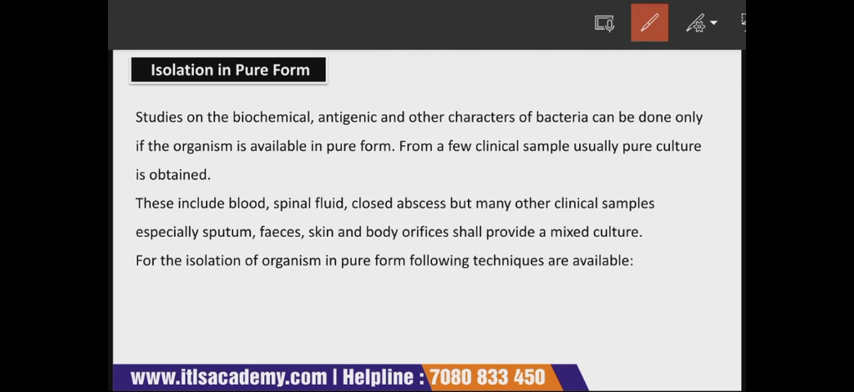 Isolation in Pure Form
Studies on the biochemical, antigenic and other characters of bacteria can be done only
if the organism is available in pure form. From a few clinical sample usually pure culture
is obtained.
These include blood, spinal fluid, closed abscess but many other clinical samples
especially sputum, faeces, skin and body orifices shall provide a mixed culture.
For the isolation of organism in pure form following techniques are available:
www.itlsacademy.com | Helpline : 7080 833 450